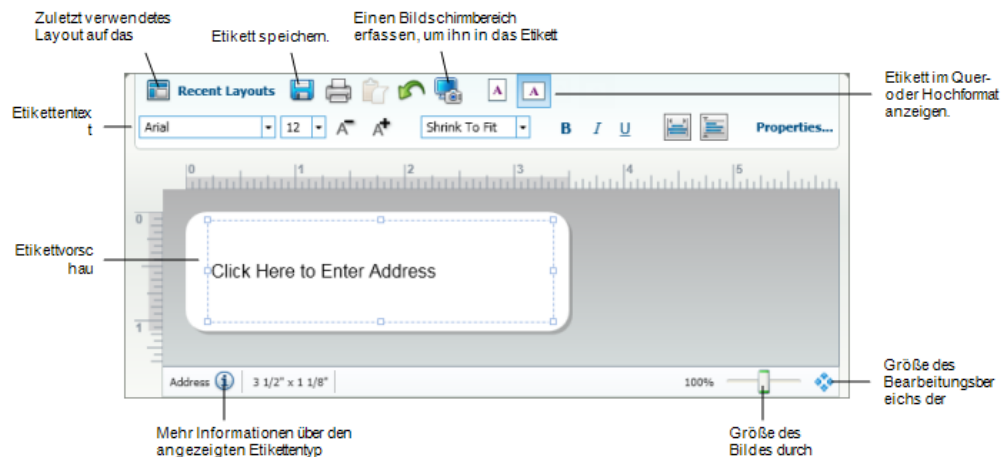 Zuletzt verwendetes
Layout auf das
Etikett speichern.
Einen Bildschirmbereich
erfassen, um ihn in das Etikett
Etikett im Quer-
oder Hochformat
anzeigen.
Recent Layouts
A
A
Etikettentex
t
Arial
12
A
A
Shrink To Fit
B
I
U
Properties...
0
1
2
3
4
5
0
1
Etikettvorsc
hau
Click Here to Enter Address
Address
3 1/2" x 1 1/8"
100%
Größe des
Bearbeitungsber
eichs der
Mehr Informationen über den
angezeigten Etikettentyp
Größe des
Bildes durch